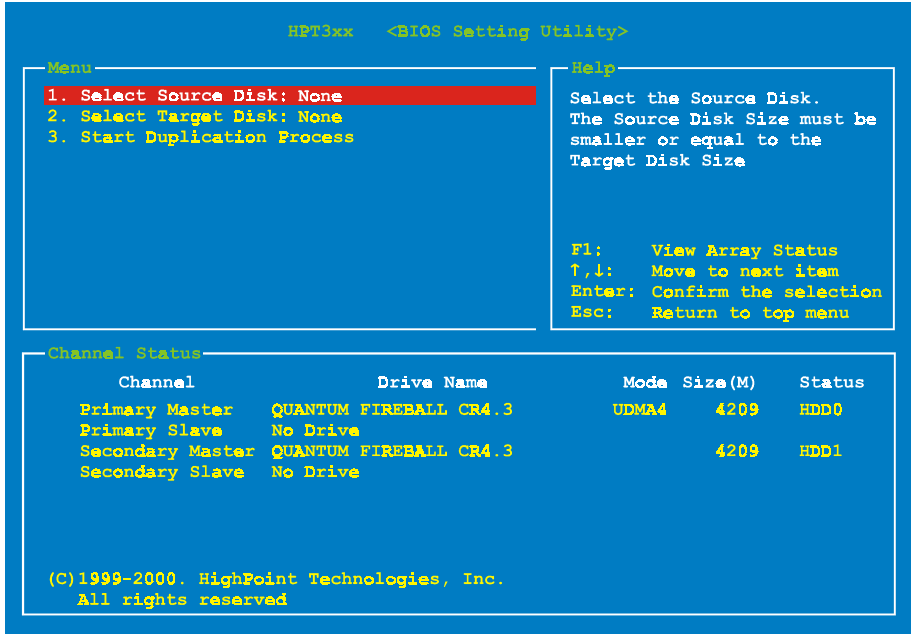 HPT3xx <BIOS Setting Utility>
Menu
1. Select Source Disk: None
2. Select Target Disk: None
3. Start Duplication Process
Help
Select the Source Disk.
The Source Disk Size must be
smaller or equal to the
Target Disk Size
F1: View Array Status
↑,↓: Move to next item
Enter: Confirm the selection
Esc: Return to top menu
Channel Status
Channel Drive Name Mode Size(M) Status
Primary Master QUANTUM FIREBALL CR4.3 UDMA4 4209 HDD0
Primary Slave No Drive
Secondary Master QUANTUM FIREBALL CR4.3 4209 HDD1
Secondary Slave No Drive
(C)1999-2000. HighPoint Technologies, Inc.
All rights reserved